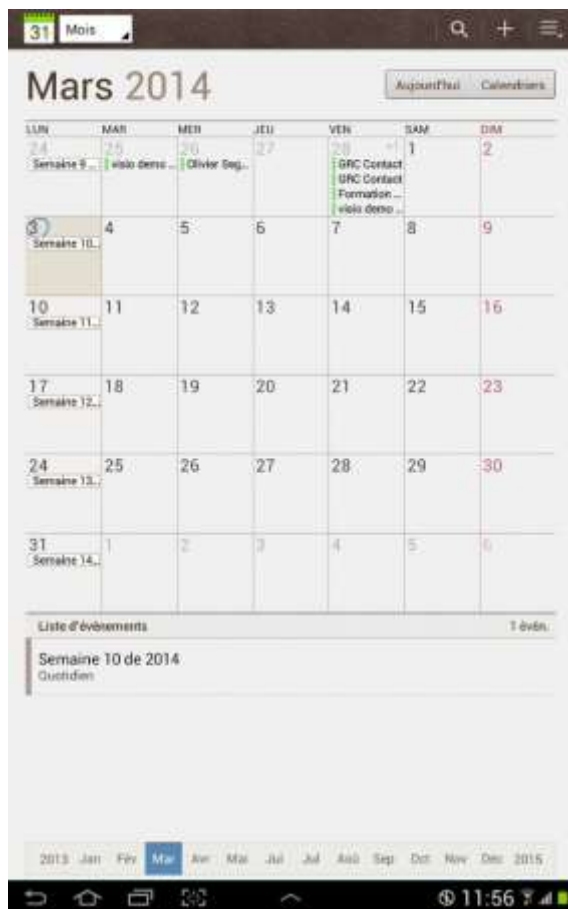 31 Mois
Mars 2014
Aujourd'hui Calendriers
LUN MAR MER JEU VEN SAM DIM
24 25 26 27 28 1 2
Semaine 9 ... visio demo ... Olivier Seg... GRC Contact
GRC Contact
Formation ...
visio demo ...
3 4 5 6 7 8 9
Semaine 10...
10 11 12 13 14 15 16
Semaine 11...
17 18 19 20 21 22 23
Semaine 12...
24 25 26 27 28 29 30
Semaine 13...
31 1 2 3 4 5 6
Semaine 14...
Liste d'évènements 1 évén.
Semaine 10 de 2014
Quotidien
2013 Jan Fév Mar Avr Mai Jui Jul Aoû Sep Oct Nov Déc 2015
11:56